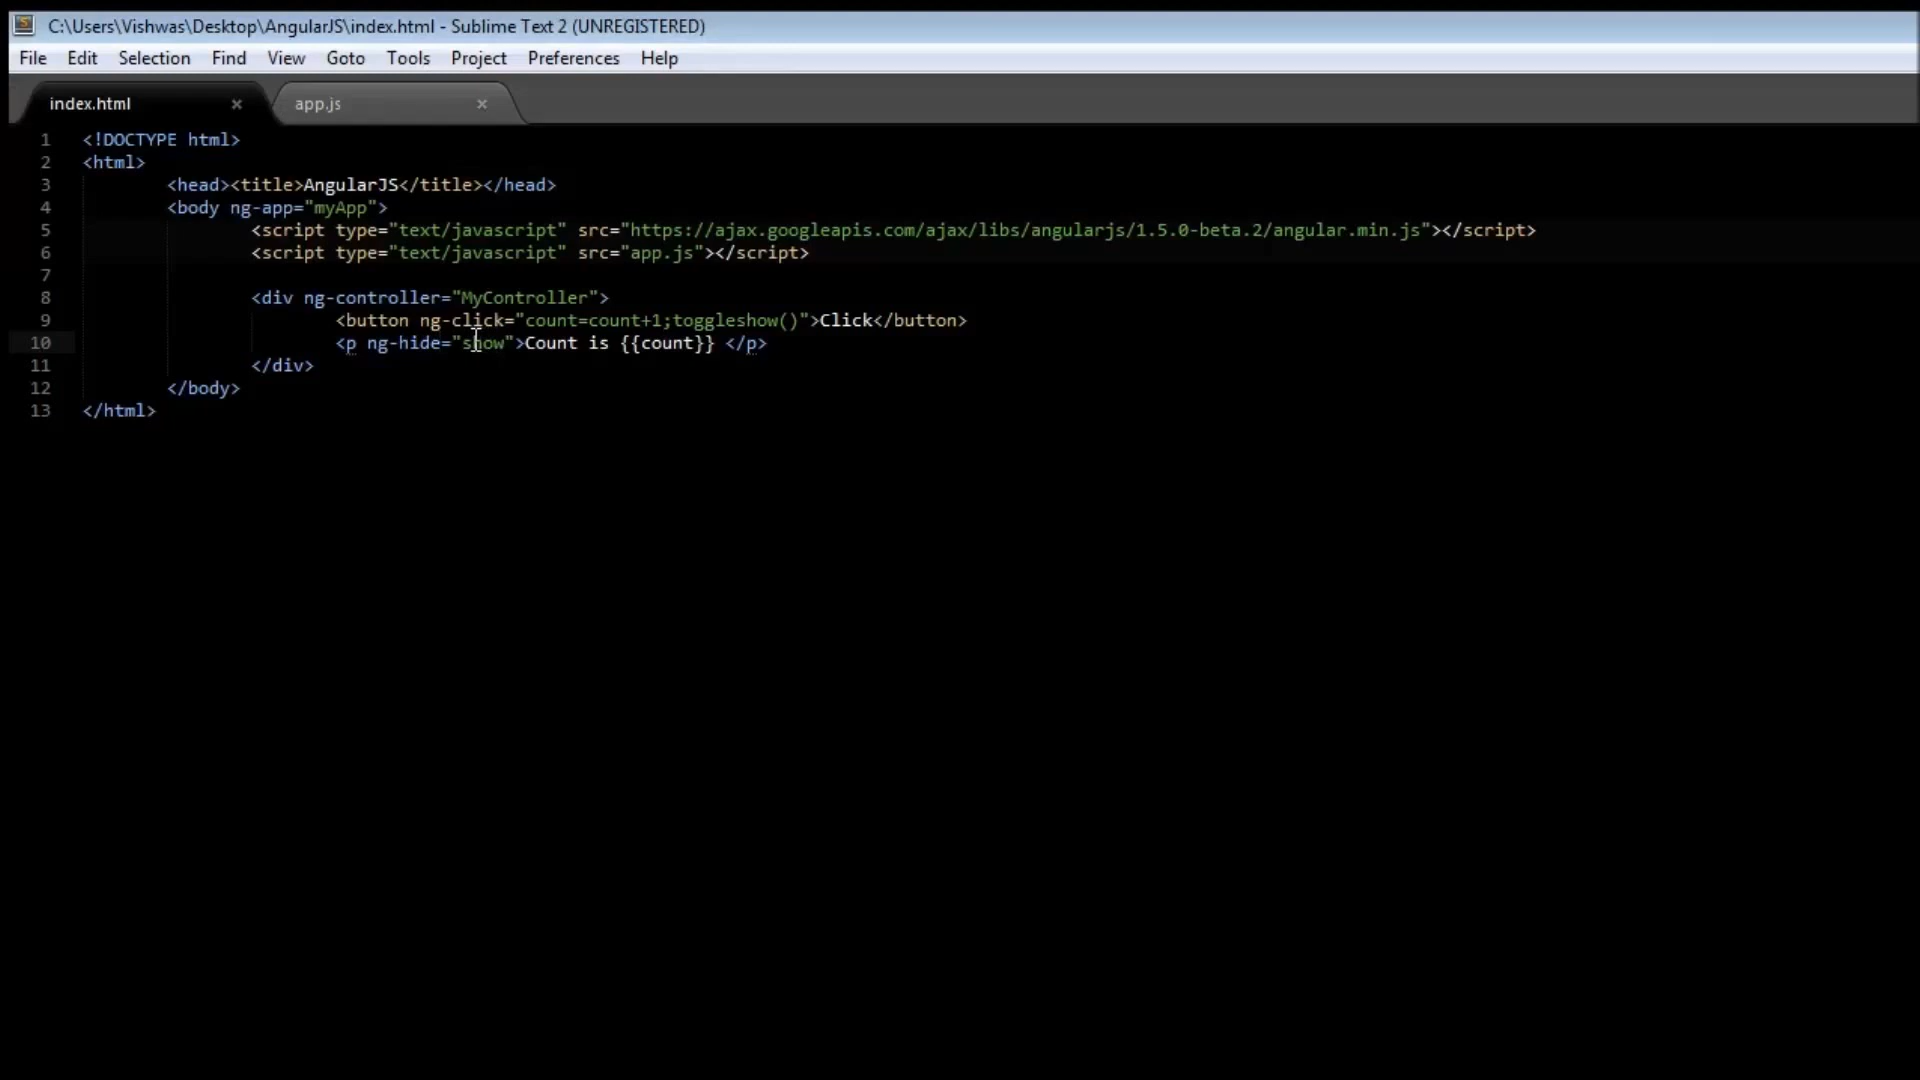 C:\Users\Vishwas\Desktop\AngularJS\index.html - Sublime Text 2 (UNREGISTERED)
File Edit Selection Find View Goto Tools Project Preferences Help
index.html × app.js ×
1 <!DOCTYPE html>
2 <html>
3 <head><title>AngularJS</title></head>
4 <body ng-app="myApp">
5 <script type="text/javascript" src="https://ajax.googleapis.com/ajax/libs/angularjs/1.5.0-beta.2/angular.min.js"></script>
6 <script type="text/javascript" src="app.js"></script>
7
8 <div ng-controller="MyController">
9 <button ng-click="count=count+1;toggleshow()">Click</button>
10 <p ng-hide="show">Count is {{count}} </p>
11 </div>
12 </body>
13 </html>